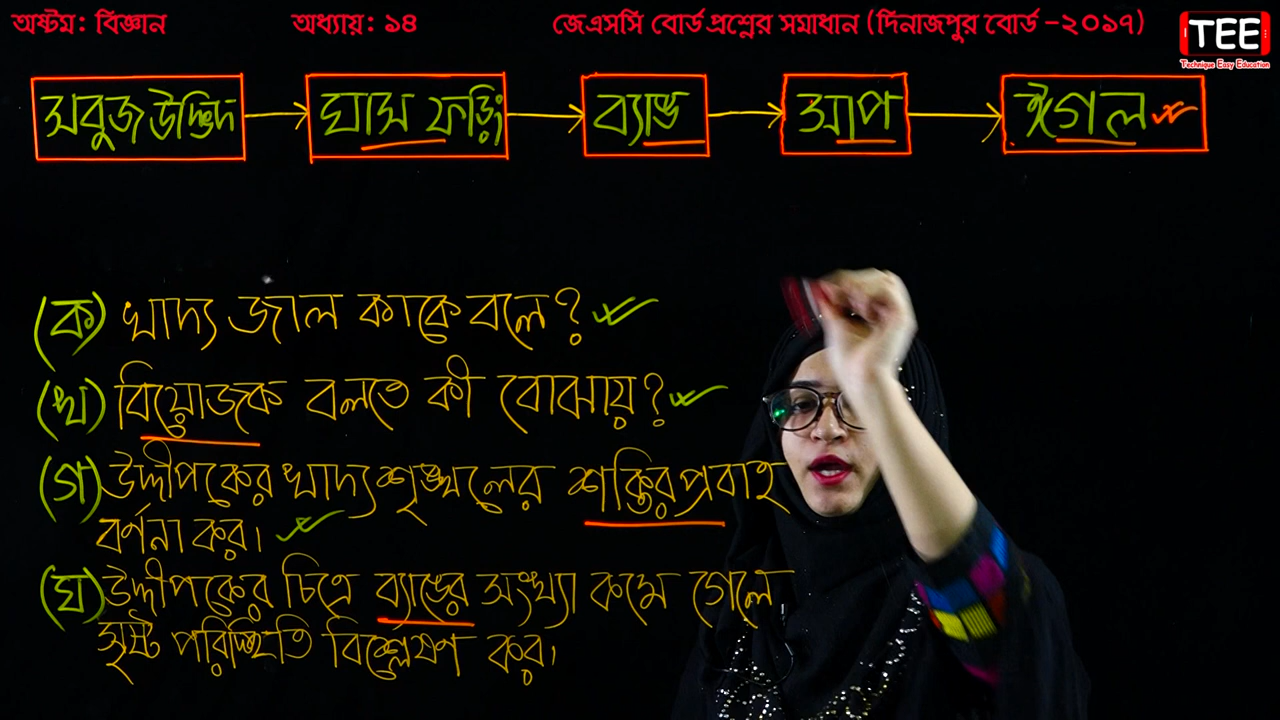 অষ্টম: বিজ্ঞান অধ্যায়: ১৪ জেএসসি বোর্ড প্রশ্নের সমাধান (দিনাজপুর বোর্ড -২০১৭)
TEE
Technique Easy Education
সবুজ উদ্ভিদ ঘাস ফড়িং ব্যাঙ সাপ ঈগল
(ক) খাদ্য জাল কাকে বলে?
(খ) বিয়োজক বলতে কী বোঝায়?
(গ) উদ্দীপকের খাদ্য শৃঙ্খলের শক্তির প্রবাহ
বর্ণনা কর।
(ঘ) উদ্দীপকের চিত্রে ব্যাঙের সংখ্যা কমে গেলে
সৃষ্ট পরিস্থিতি বিশ্লেষণ কর।